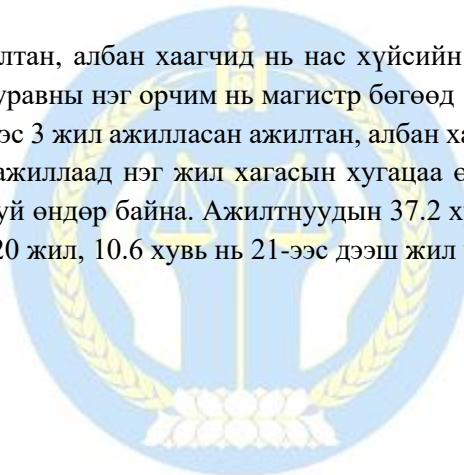 лтан, албан хаагчид нь нас хүйсийн
уравны нэг орчим нь магистр бөгөөд
эс 3 жил ажилласан ажилтан, албан ха
ажиллаад нэг жил хагасын хугацаа ө
уй өндөр байна. Ажилтнуудын 37.2 х
20 жил, 10.6 хувь нь 21-ээс дээш жил